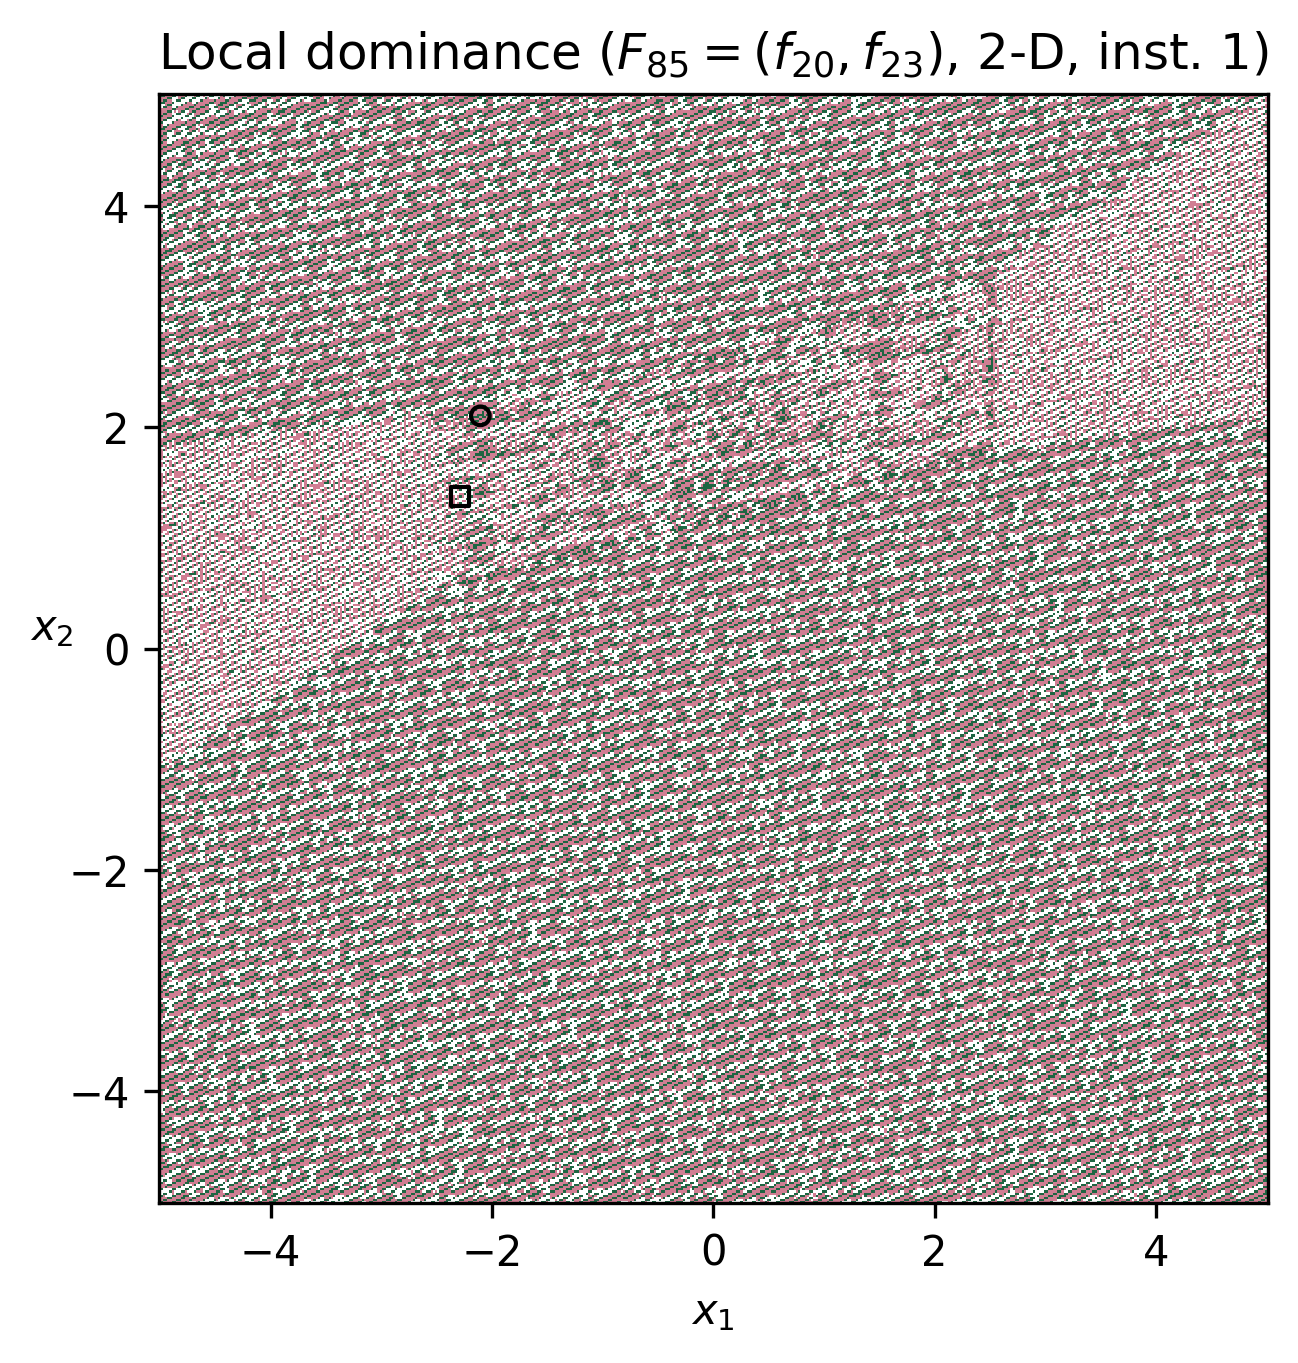 Local dominance (F₈₅ = (f₂₀, f₂₃), 2-D, inst. 1)
4
2
x₂ 0
−2
−4
−4 −2 0 2 4
x₁